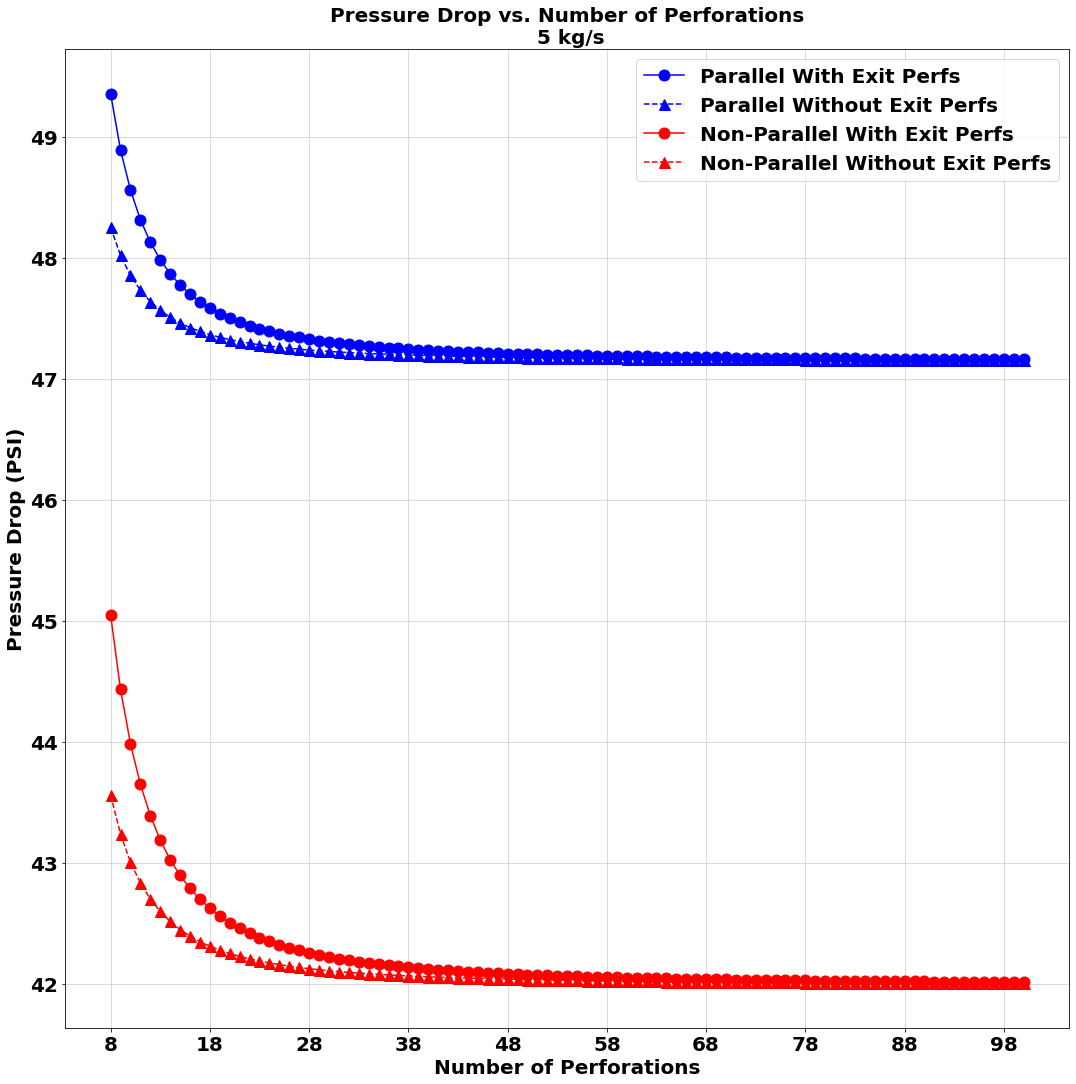 Pressure Drop vs. Number of Perforations
5 kg/s
Parallel With Exit Perfs
Parallel Without Exit Perfs
Non-Parallel With Exit Perfs
Non-Parallel Without Exit Perfs
Pressure Drop (PSI)
49
48
47
46
45
44
43
42
8 18 28 38 48 58 68 78 88 98
Number of Perforations